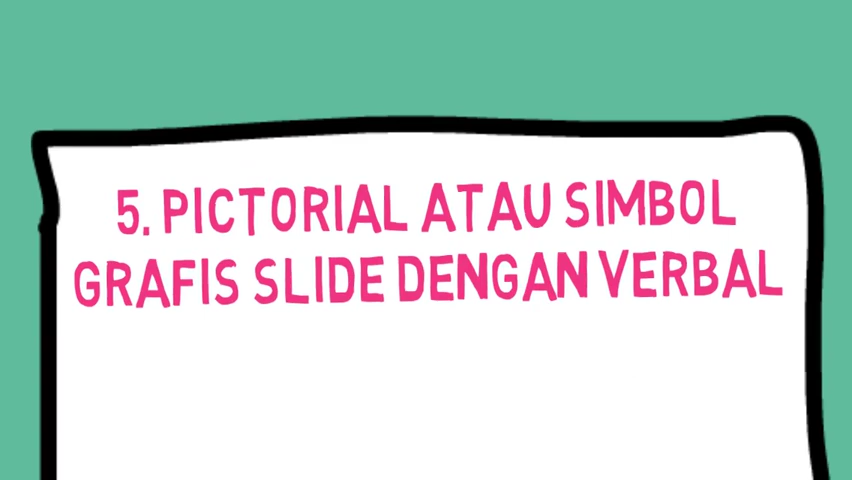 5. PICTORIAL ATAU SIMBOL
GRAFIS SLIDE DENGAN VERBAL